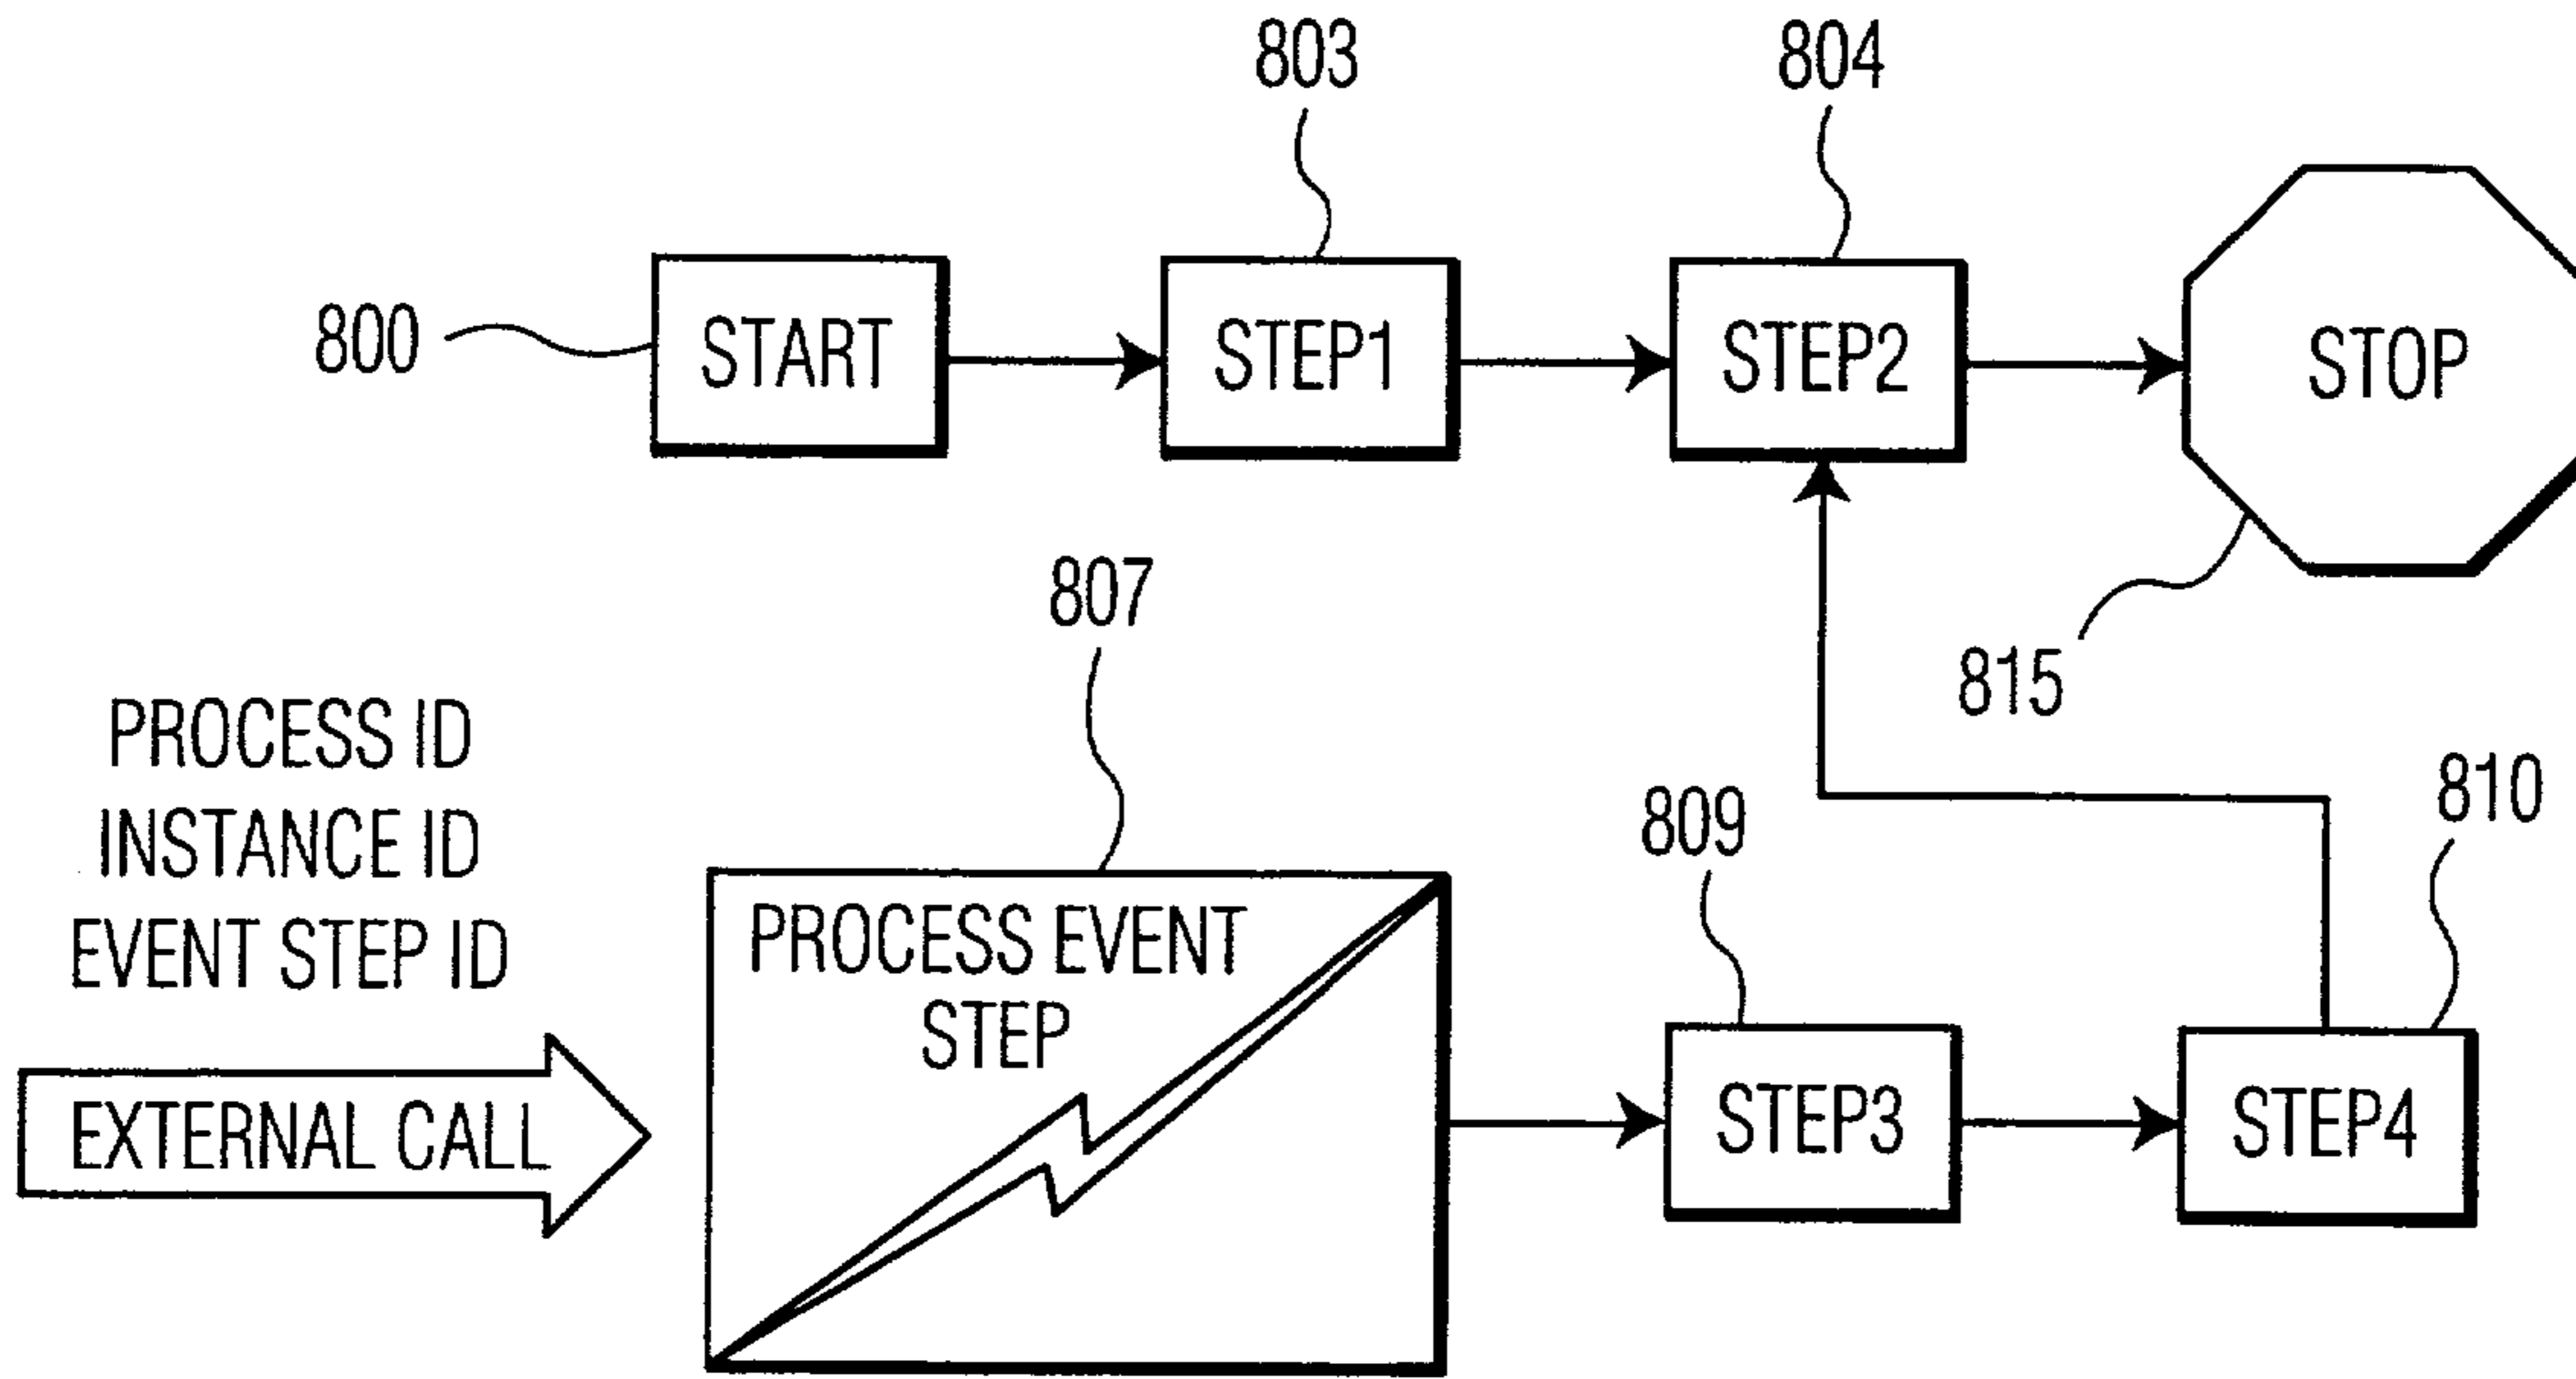 803
804
800
START
STEP1
STEP2
STOP
807
815
PROCESS ID
INSTANCE ID
EVENT STEP ID
809
810
PROCESS EVENT
STEP
EXTERNAL CALL
STEP3
STEP4